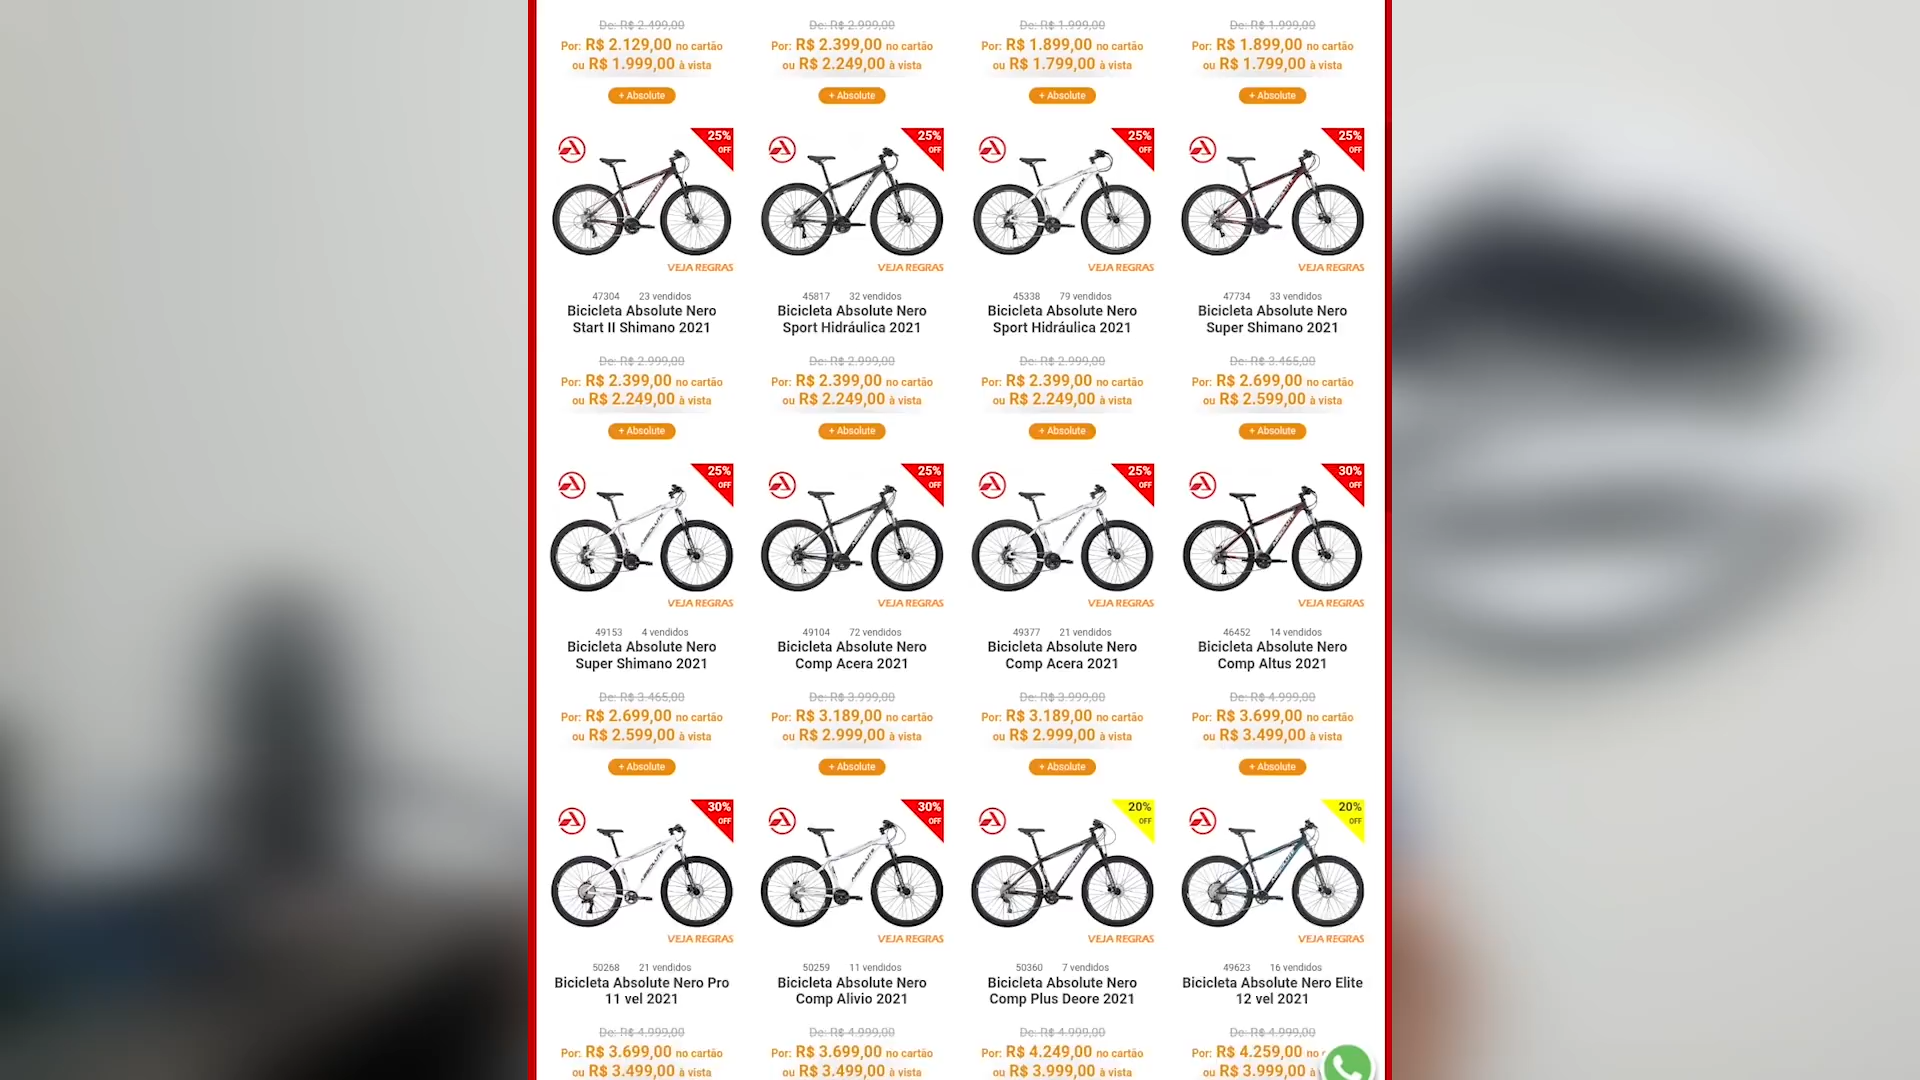 De: R$ 2.499,00
Por: R$ 2.129,00 no cartão
ou R$ 1.999,00 à vista
+ Absolute
De: R$ 2.999,00
Por: R$ 2.399,00 no cartão
ou R$ 2.249,00 à vista
+ Absolute
De: R$ 1.999,00
Por: R$ 1.899,00 no cartão
ou R$ 1.799,00 à vista
+ Absolute
De: R$ 1.999,00
Por: R$ 1.899,00 no cartão
ou R$ 1.799,00 à vista
+ Absolute
25%
OFF
VEJA REGRAS
47304 23 vendidos
Bicicleta Absolute Nero
Start II Shimano 2021
De: R$ 2.999,00
Por: R$ 2.399,00 no cartão
ou R$ 2.249,00 à vista
+ Absolute
25%
OFF
VEJA REGRAS
45817 32 vendidos
Bicicleta Absolute Nero
Sport Hidráulica 2021
De: R$ 2.999,00
Por: R$ 2.399,00 no cartão
ou R$ 2.249,00 à vista
+ Absolute
25%
OFF
VEJA REGRAS
45338 79 vendidos
Bicicleta Absolute Nero
Sport Hidráulica 2021
De: R$ 2.999,00
Por: R$ 2.399,00 no cartão
ou R$ 2.249,00 à vista
+ Absolute
25%
OFF
VEJA REGRAS
47734 33 vendidos
Bicicleta Absolute Nero
Super Shimano 2021
De: R$ 3.465,00
Por: R$ 2.699,00 no cartão
ou R$ 2.599,00 à vista
+ Absolute
25%
OFF
ABSOLUTE
VEJA REGRAS
49153 4 vendidos
Bicicleta Absolute Nero
Super Shimano 2021
De: R$ 3.465,00
Por: R$ 2.699,00 no cartão
ou R$ 2.599,00 à vista
+ Absolute
25%
OFF
ABSOLUTE
VEJA REGRAS
49104 72 vendidos
Bicicleta Absolute Nero
Comp Acera 2021
De: R$ 3.999,00
Por: R$ 3.189,00 no cartão
ou R$ 2.999,00 à vista
+ Absolute
25%
OFF
ABSOLUTE
VEJA REGRAS
49377 21 vendidos
Bicicleta Absolute Nero
Comp Acera 2021
De: R$ 3.999,00
Por: R$ 3.189,00 no cartão
ou R$ 2.999,00 à vista
+ Absolute
30%
OFF
VEJA REGRAS
46452 14 vendidos
Bicicleta Absolute Nero
Comp Altus 2021
De: R$ 4.999,00
Por: R$ 3.699,00 no cartão
ou R$ 3.499,00 à vista
+ Absolute
30%
OFF
ABSOLUTE
VEJA REGRAS
50268 21 vendidos
Bicicleta Absolute Nero Pro
11 vel 2021
De: R$ 4.999,00
Por: R$ 3.699,00 no cartão
ou R$ 3.499,00 à vista
30%
OFF
ABSOLUTE
VEJA REGRAS
50259 11 vendidos
Bicicleta Absolute Nero
Comp Alivio 2021
De: R$ 4.999,00
Por: R$ 3.699,00 no cartão
ou R$ 3.499,00 à vista
20%
OFF
ABSOLUTE
VEJA REGRAS
50360 7 vendidos
Bicicleta Absolute Nero
Comp Plus Deore 2021
De: R$ 4.999,00
Por: R$ 4.249,00 no cartão
ou R$ 3.999,00 à vista
20%
OFF
ABSOLUTE
VEJA REGRAS
49623 16 vendidos
Bicicleta Absolute Nero Elite
12 vel 2021
De: R$ 4.999,00
Por: R$ 4.259,00 no
ou R$ 3.999,00 à